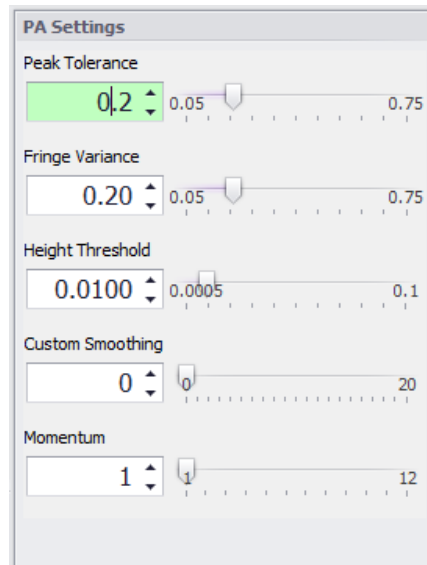 PA Settings
Peak Tolerance
0.2 0.05 0.75
Fringe Variance
0.20 0.05 0.75
Height Threshold
0.0100 0.0005 0.1
Custom Smoothing
0 0 20
Momentum
1 1 12